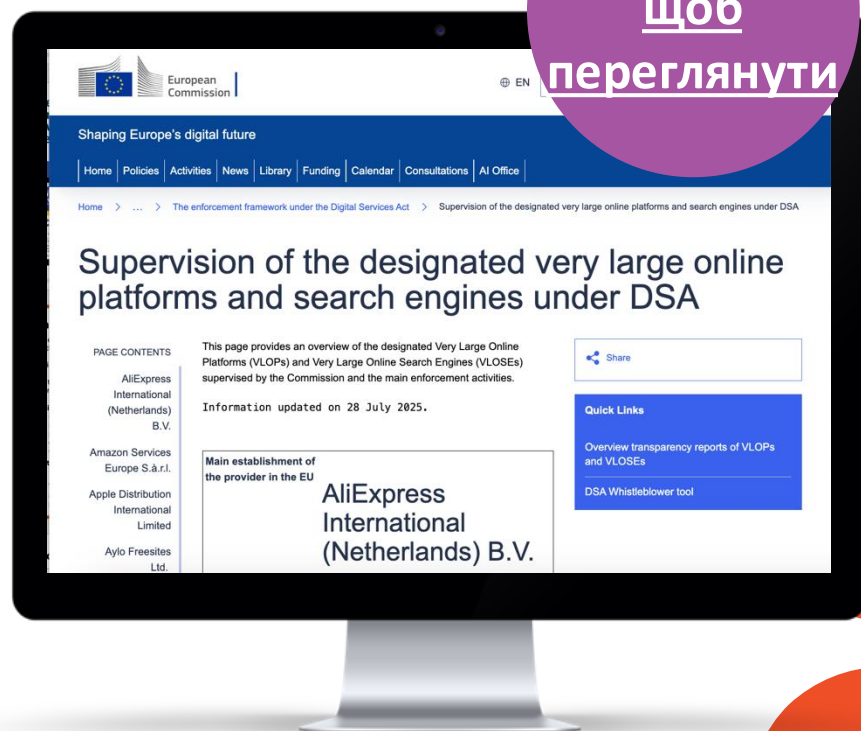 щоб
переглянути
European
Commission
EN
Shaping Europe's digital future
Home Policies Activities News Library Funding Calendar Consultations AI Office
Home > ... > The enforcement framework under the Digital Services Act > Supervision of the designated very large online platforms and search engines under DSA
Supervision of the designated very large online
platforms and search engines under DSA
PAGE CONTENTS
AliExpress
International
(Netherlands)
B.V.
Amazon Services
Europe S.à.r.l.
Apple Distribution
International
Limited
Aylo Freesites
Ltd.
This page provides an overview of the designated Very Large Online
Platforms (VLOPs) and Very Large Online Search Engines (VLOSEs)
supervised by the Commission and the main enforcement activities.
Information updated on 28 July 2025.
Main establishment of
the provider in the EU
AliExpress
International
(Netherlands) B.V.
Share
Quick Links
Overview transparency reports of VLOPs
and VLOSEs
DSA Whistleblower tool